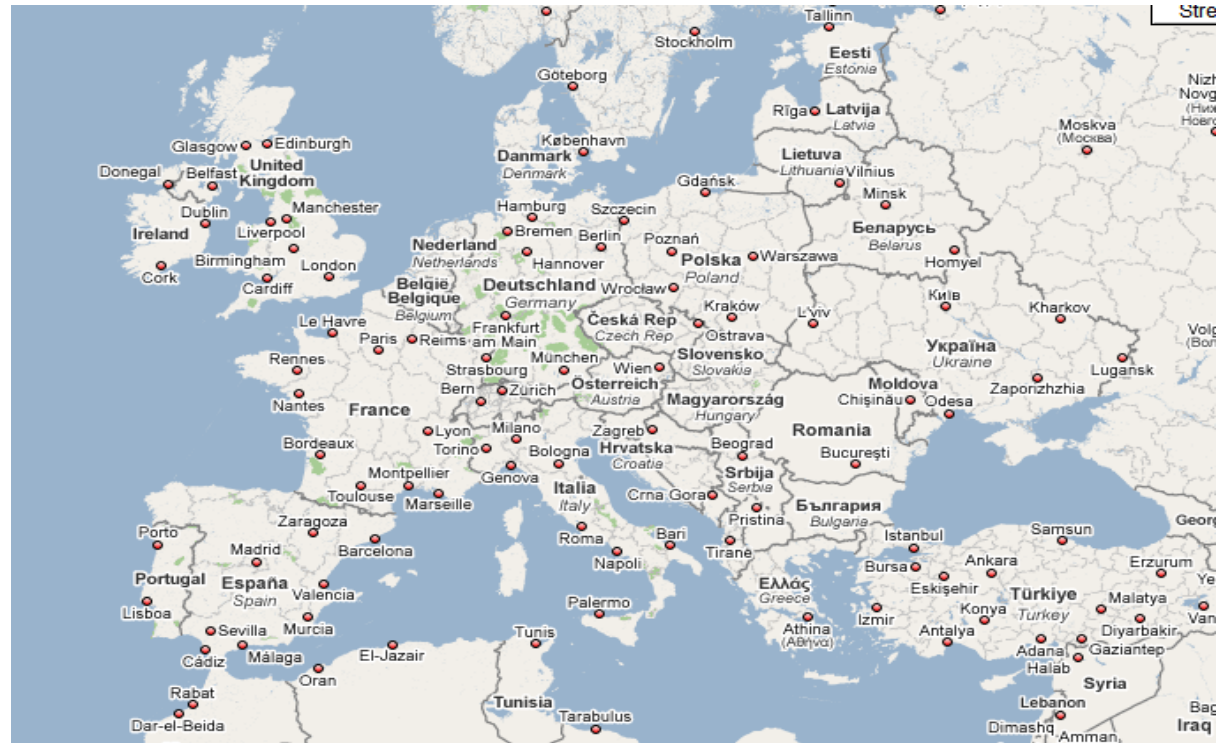 Stre
Tallinn
Stockholm
Eesti
Estonia
Göteborg
Nizh
Novg
(Ниж
Новго
Rīga
Latvija
Latvia
Moskva
(Москва)
Glasgow
Edinburgh
København
Danmark
Denmark
Lietuva
Lithuania
Vilnius
United
Kingdom
Donegal
Belfast
Gdańsk
Minsk
Dublin
Manchester
Hamburg
Szczecin
Ireland
Liverpool
Bremen
Berlin
Poznań
Беларусь
Belarus
Nederland
Netherlands
Birmingham
Hannover
Polska
Poland
Warszawa
Homyel
Cork
London
Cardiff
België
Belgique
Belgium
Deutschland
Germany
Wrocław
Київ
Kharkov
Le Havre
Paris
Reims
Frankfurt
am Main
Česká Rep
Czech Rep
Kraków
Ostrava
L'viv
Volg
(Вол
Україна
Ukraine
Rennes
Strasbourg
München
Wien
Slovensko
Slovakia
Lugansk
Nantes
Bern
Zürich
Österreich
Austria
Magyarország
Hungary
Moldova
Chişinău
Odesa
Zaporizhzhia
France
Lyon
Milano
Zagreb
Hrvatska
Croatia
Beograd
Romania
Bordeaux
Torino
Bologna
Bucureşti
Montpellier
Genova
Srbija
Serbia
Toulouse
Marseille
Italia
Italy
Crna Gora
България
Bulgaria
Porto
Zaragoza
Pristina
Georg
Barcelona
Roma
Bari
Tiranë
Istanbul
Samsun
Madrid
Napoli
Bursa
Ankara
Erzurum
Portugal
España
Spain
Valencia
Ελλάς
Greece
Eskişehir
Türkiye
Turkey
Ye
Malatya
Lisboa
Palermo
Izmir
Konya
Van
Sevilla
Murcia
Athina
(Αθήνα)
Antalya
Diyarbakir
Cádiz
Málaga
El-Jazair
Tunis
Adana
Gaziantep
Halab
Oran
Syria
Rabat
Tunisia
Lebanon
Dar-el-Beida
Tarabulus
Dimashq
Amman
Bag
Iraq